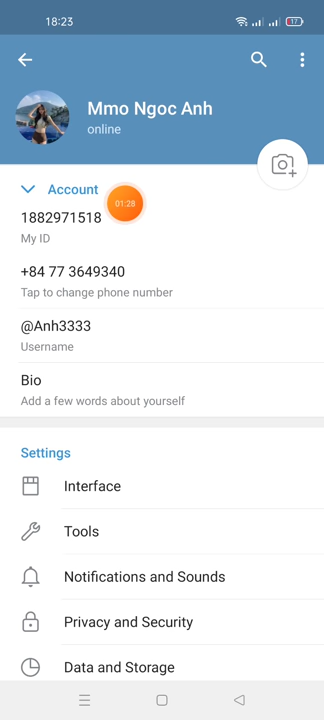 18:23
17
Mmo Ngoc Anh
online
Account
01:28
1882971518
My ID
+84 77 3649340
Tap to change phone number
@Anh3333
Username
Bio
Add a few words about yourself
Settings
Interface
Tools
Notifications and Sounds
Privacy and Security
Data and Storage